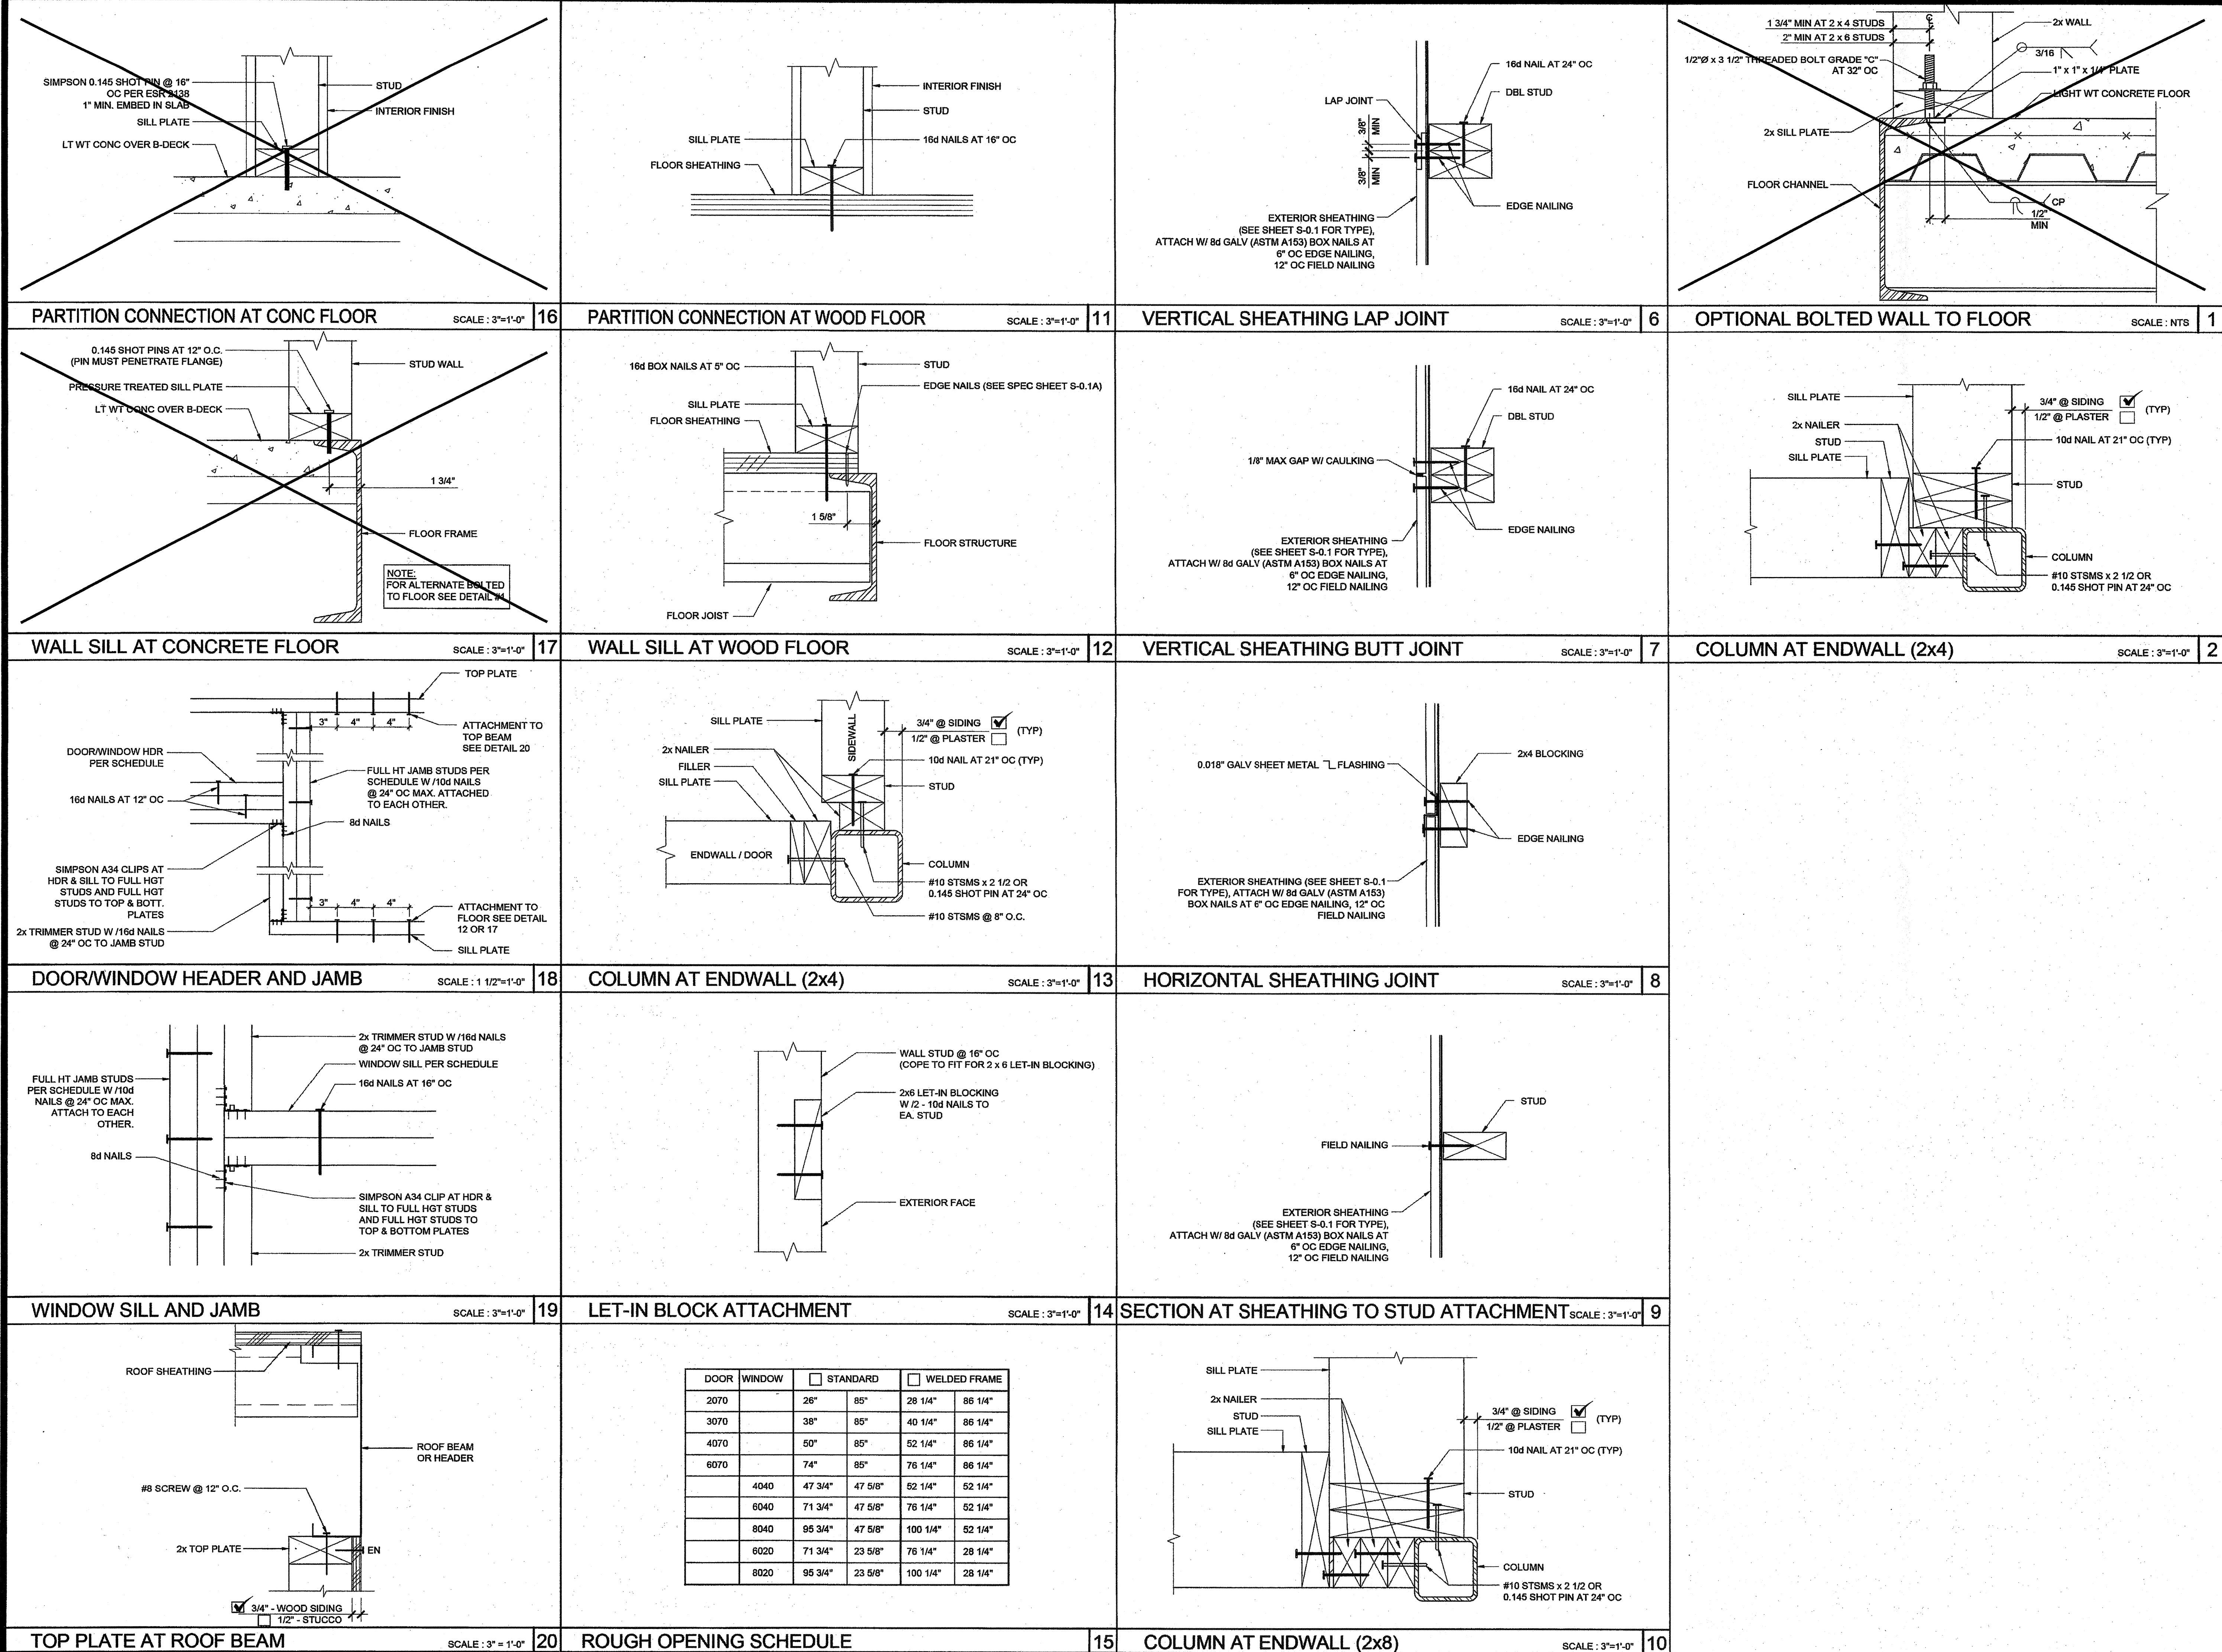 SIMPSON 0.145 SHOT PIN @ 16"
OC PER ESR 2138
1" MIN. EMBED IN SLAB
SILL PLATE
LT WT CONC OVER B-DECK
STUD
INTERIOR FINISH
PARTITION CONNECTION AT CONC FLOOR
SCALE : 3"=1'-0"
16
INTERIOR FINISH
STUD
SILL PLATE
16d NAILS AT 16" OC
FLOOR SHEATHING
PARTITION CONNECTION AT WOOD FLOOR
SCALE : 3"=1'-0"
11
16d NAIL AT 24" OC
DBL STUD
LAP JOINT
3/8"
MIN
3/8"
MIN
EDGE NAILING
EXTERIOR SHEATHING
(SEE SHEET S-0.1 FOR TYPE),
ATTACH W/ 8d GALV (ASTM A153) BOX NAILS AT
6" OC EDGE NAILING,
12" OC FIELD NAILING
VERTICAL SHEATHING LAP JOINT
SCALE : 3"=1'-0"
6
1 3/4" MIN AT 2 x 4 STUDS
2" MIN AT 2 x 6 STUDS
1/2"Ø x 3 1/2" THREADED BOLT GRADE "C"
AT 32" OC
2x WALL
3/16
1" x 1" x 1/4" PLATE
LIGHT WT CONCRETE FLOOR
2x SILL PLATE
FLOOR CHANNEL
CP
1/2"
MIN
OPTIONAL BOLTED WALL TO FLOOR
SCALE : NTS
1
0.145 SHOT PINS AT 12" O.C.
(PIN MUST PENETRATE FLANGE)
STUD WALL
PRESSURE TREATED SILL PLATE
LT WT CONC OVER B-DECK
1 3/4"
FLOOR FRAME
NOTE:
FOR ALTERNATE BOLTED
TO FLOOR SEE DETAIL #1
WALL SILL AT CONCRETE FLOOR
SCALE : 3"=1'-0"
17
16d BOX NAILS AT 5" OC
STUD
EDGE NAILS (SEE SPEC SHEET S-0.1A)
SILL PLATE
FLOOR SHEATHING
1 5/8"
FLOOR STRUCTURE
FLOOR JOIST
WALL SILL AT WOOD FLOOR
SCALE : 3"=1'-0"
12
16d NAIL AT 24" OC
DBL STUD
1/8" MAX GAP W/ CAULKING
EDGE NAILING
EXTERIOR SHEATHING
(SEE SHEET S-0.1 FOR TYPE),
ATTACH W/ 8d GALV (ASTM A153) BOX NAILS AT
6" OC EDGE NAILING,
12" OC FIELD NAILING
VERTICAL SHEATHING BUTT JOINT
SCALE : 3"=1'-0"
7
SILL PLATE
3/4" @ SIDING
1/2" @ PLASTER
(TYP)
2x NAILER
STUD
SILL PLATE
10d NAIL AT 21" OC (TYP)
STUD
COLUMN
#10 STSMS x 2 1/2 OR
0.145 SHOT PIN AT 24" OC
COLUMN AT ENDWALL (2x4)
SCALE : 3"=1'-0"
2
TOP PLATE
3" 4" 4"
ATTACHMENT TO
TOP BEAM
SEE DETAIL 20
DOOR/WINDOW HDR
PER SCHEDULE
16d NAILS AT 12" OC
FULL HT JAMB STUDS PER
SCHEDULE W /10d NAILS
@ 24" OC MAX. ATTACHED
TO EACH OTHER.
8d NAILS
SIMPSON A34 CLIPS AT
HDR & SILL TO FULL HGT
STUDS AND FULL HGT
STUDS TO TOP & BOTT.
PLATES
2x TRIMMER STUD W /16d NAILS
@ 24" OC TO JAMB STUD
3" 4" 4"
ATTACHMENT TO
FLOOR SEE DETAIL
12 OR 17
SILL PLATE
DOOR/WINDOW HEADER AND JAMB
SCALE : 1 1/2"=1'-0"
18
SILL PLATE
SIDEWALL
3/4" @ SIDING
1/2" @ PLASTER
(TYP)
2x NAILER
FILLER
SILL PLATE
10d NAIL AT 21" OC (TYP)
STUD
ENDWALL / DOOR
COLUMN
#10 STSMS x 2 1/2 OR
0.145 SHOT PIN AT 24" OC
#10 STSMS @ 8" O.C.
COLUMN AT ENDWALL (2x4)
SCALE : 3"=1'-0"
13
2x4 BLOCKING
0.018" GALV SHEET METAL FLASHING
EDGE NAILING
EXTERIOR SHEATHING (SEE SHEET S-0.1
FOR TYPE), ATTACH W/ 8d GALV (ASTM A153)
BOX NAILS AT 6" OC EDGE NAILING, 12" OC
FIELD NAILING
HORIZONTAL SHEATHING JOINT
SCALE : 3"=1'-0"
8
2x TRIMMER STUD W /16d NAILS
@ 24" OC TO JAMB STUD
WINDOW SILL PER SCHEDULE
16d NAILS AT 16" OC
FULL HT JAMB STUDS
PER SCHEDULE W /10d
NAILS @ 24" OC MAX.
ATTACH TO EACH
OTHER.
8d NAILS
SIMPSON A34 CLIP AT HDR &
SILL TO FULL HGT STUDS
AND FULL HGT STUDS TO
TOP & BOTTOM PLATES
2x TRIMMER STUD
WINDOW SILL AND JAMB
SCALE : 3"=1'-0"
19
WALL STUD @ 16" OC
(COPE TO FIT FOR 2 x 6 LET-IN BLOCKING)
2x6 LET-IN BLOCKING
W /2 - 10d NAILS TO
EA. STUD
EXTERIOR FACE
LET-IN BLOCK ATTACHMENT
SCALE : 3"=1'-0"
14
STUD
FIELD NAILING
EXTERIOR SHEATHING
(SEE SHEET S-0.1 FOR TYPE),
ATTACH W/ 8d GALV (ASTM A153) BOX NAILS AT
6" OC EDGE NAILING,
12" OC FIELD NAILING
SECTION AT SHEATHING TO STUD ATTACHMENT
SCALE : 3"=1'-0"
9
ROOF SHEATHING
ROOF BEAM
OR HEADER
#8 SCREW @ 12" O.C.
2x TOP PLATE
EN
3/4" - WOOD SIDING
1/2" - STUCCO
TOP PLATE AT ROOF BEAM
SCALE : 3" = 1'-0"
20
DOOR WINDOW STANDARD WELDED FRAME
2070 26" 85" 28 1/4" 86 1/4"
3070 38" 85" 40 1/4" 86 1/4"
4070 50" 85" 52 1/4" 86 1/4"
6070 74" 85" 76 1/4" 86 1/4"
4040 47 3/4" 47 5/8" 52 1/4" 52 1/4"
6040 71 3/4" 47 5/8" 76 1/4" 52 1/4"
8040 95 3/4" 47 5/8" 100 1/4" 52 1/4"
6020 71 3/4" 23 5/8" 76 1/4" 28 1/4"
8020 95 3/4" 23 5/8" 100 1/4" 28 1/4"
ROUGH OPENING SCHEDULE
15
SILL PLATE
2x NAILER
STUD
SILL PLATE
3/4" @ SIDING
1/2" @ PLASTER
(TYP)
10d NAIL AT 21" OC (TYP)
STUD
COLUMN
#10 STSMS x 2 1/2 OR
0.145 SHOT PIN AT 24" OC
COLUMN AT ENDWALL (2x8)
SCALE : 3"=1'-0"
10